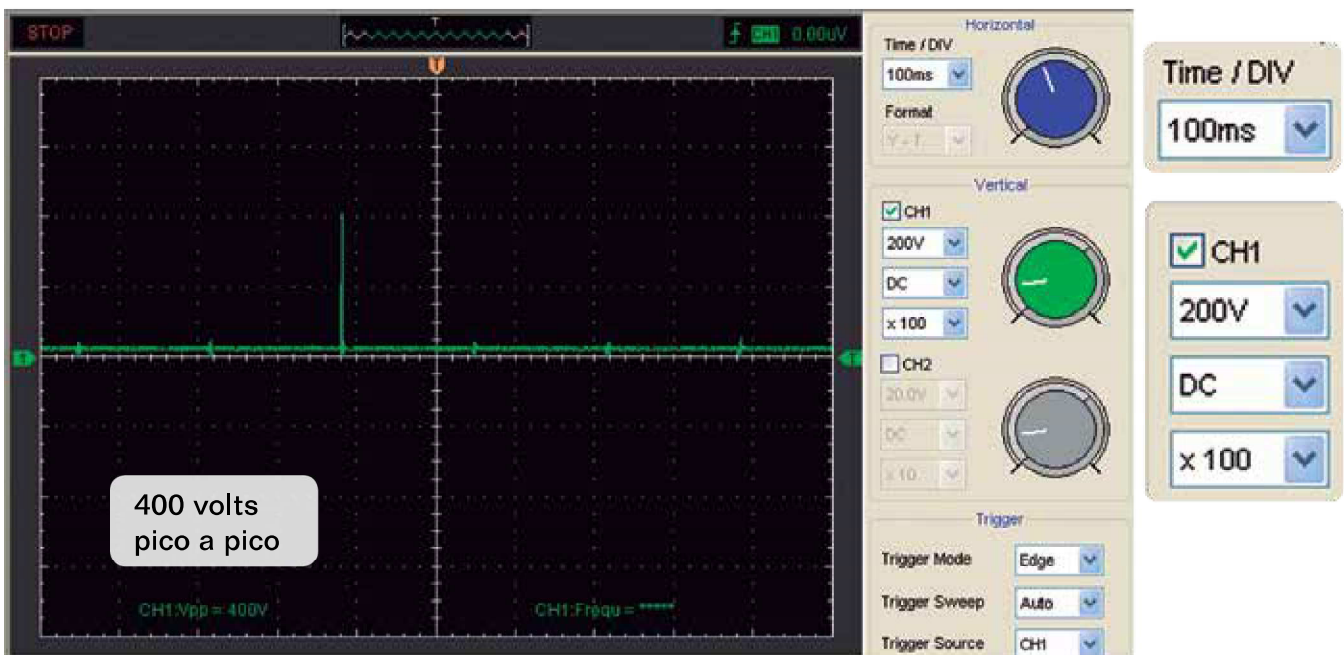 STOP
T
CH1 0.00uV
T
1
T
400 volts
pico a pico
CH1:Vpp = 400V
CH1:Frequ = *****
Horizontal
Time / DIV
100ms
Format
Y - T
Vertical
CH1
200V
DC
x 100
CH2
20.0V
DC
x 10
Trigger
Trigger Mode
Edge
Trigger Sweep
Auto
Trigger Source
CH1
Time / DIV
100ms
CH1
200V
DC
x 100